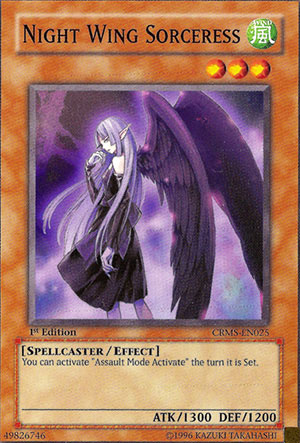 NIGHT WING SORCERESS
WIND
風
1st Edition
CRMS-EN025
[SPELLCASTER / EFFECT]
You can activate "Assault Mode Activate" the turn it is Set.
ATK/1300 DEF/1200
49826746
©1996 KAZUKI TAKAHASHI